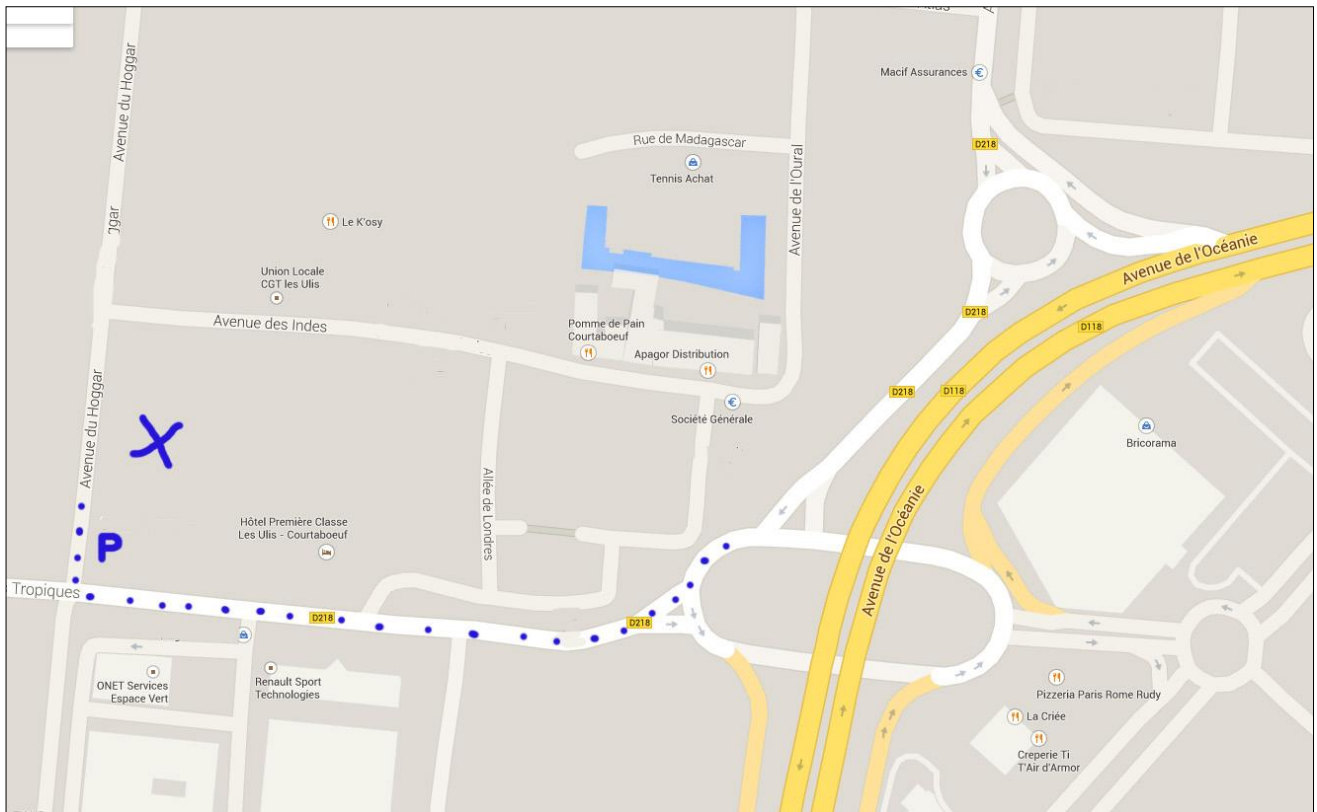 Avenue du Hoggar
Macif Assurances
€
D218
Rue de Madagascar
Tennis Achat
Avenue de l'Oural
Le K'osy
Union Locale
CGT les Ulis
Avenue de l'Océanie
Avenue des Indes
D218
D118
Pomme de Pain
Courtaboeuf
Apagor Distribution
D218
D118
€
Société Générale
Avenue du Hoggar
X
Bricorama
Allée de Londres
Avenue de l'Océanie
Hôtel Première Classe
Les Ulis - Courtaboeuf
P
Tropiques
D218
D218
ONET Services
Espace Vert
Renault Sport
Technologies
Pizzeria Paris Rome Rudy
La Criée
Creperie Ti
T'Air d'Armor